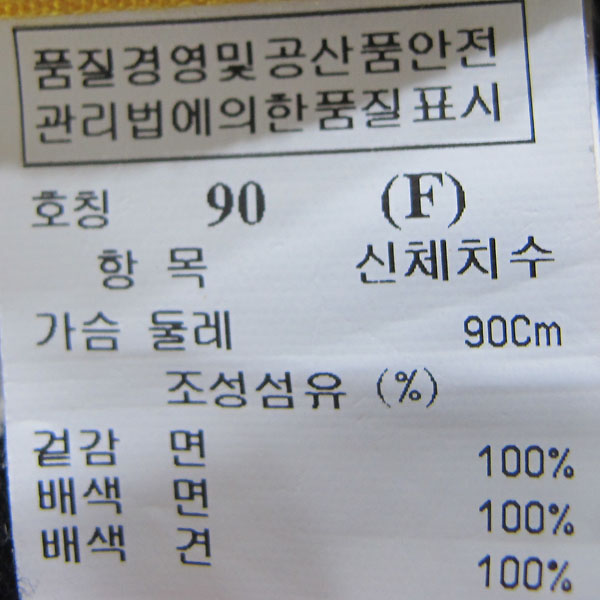 품질경영및공산품안전
관리법에의한품질표시
호칭 90 (F)
항 목 신체치수
가슴 둘레 90Cm
조성섬유 (%)
겉감 면 100%
배색 면 100%
배색 견 100%